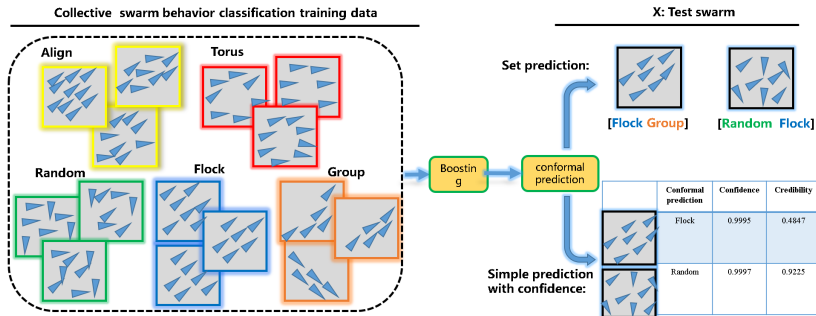 Collective swarm behavior classification training data
X: Test swarm
Align
Torus
Random
Flock
Group
Boostin
g
conformal
prediction
Set prediction:
[Flock Group]
[Random Flock]
Simple prediction
with confidence:
Conformal
prediction
Confidence
Credibility
Flock
0.9995
0.4847
Random
0.9997
0.9225